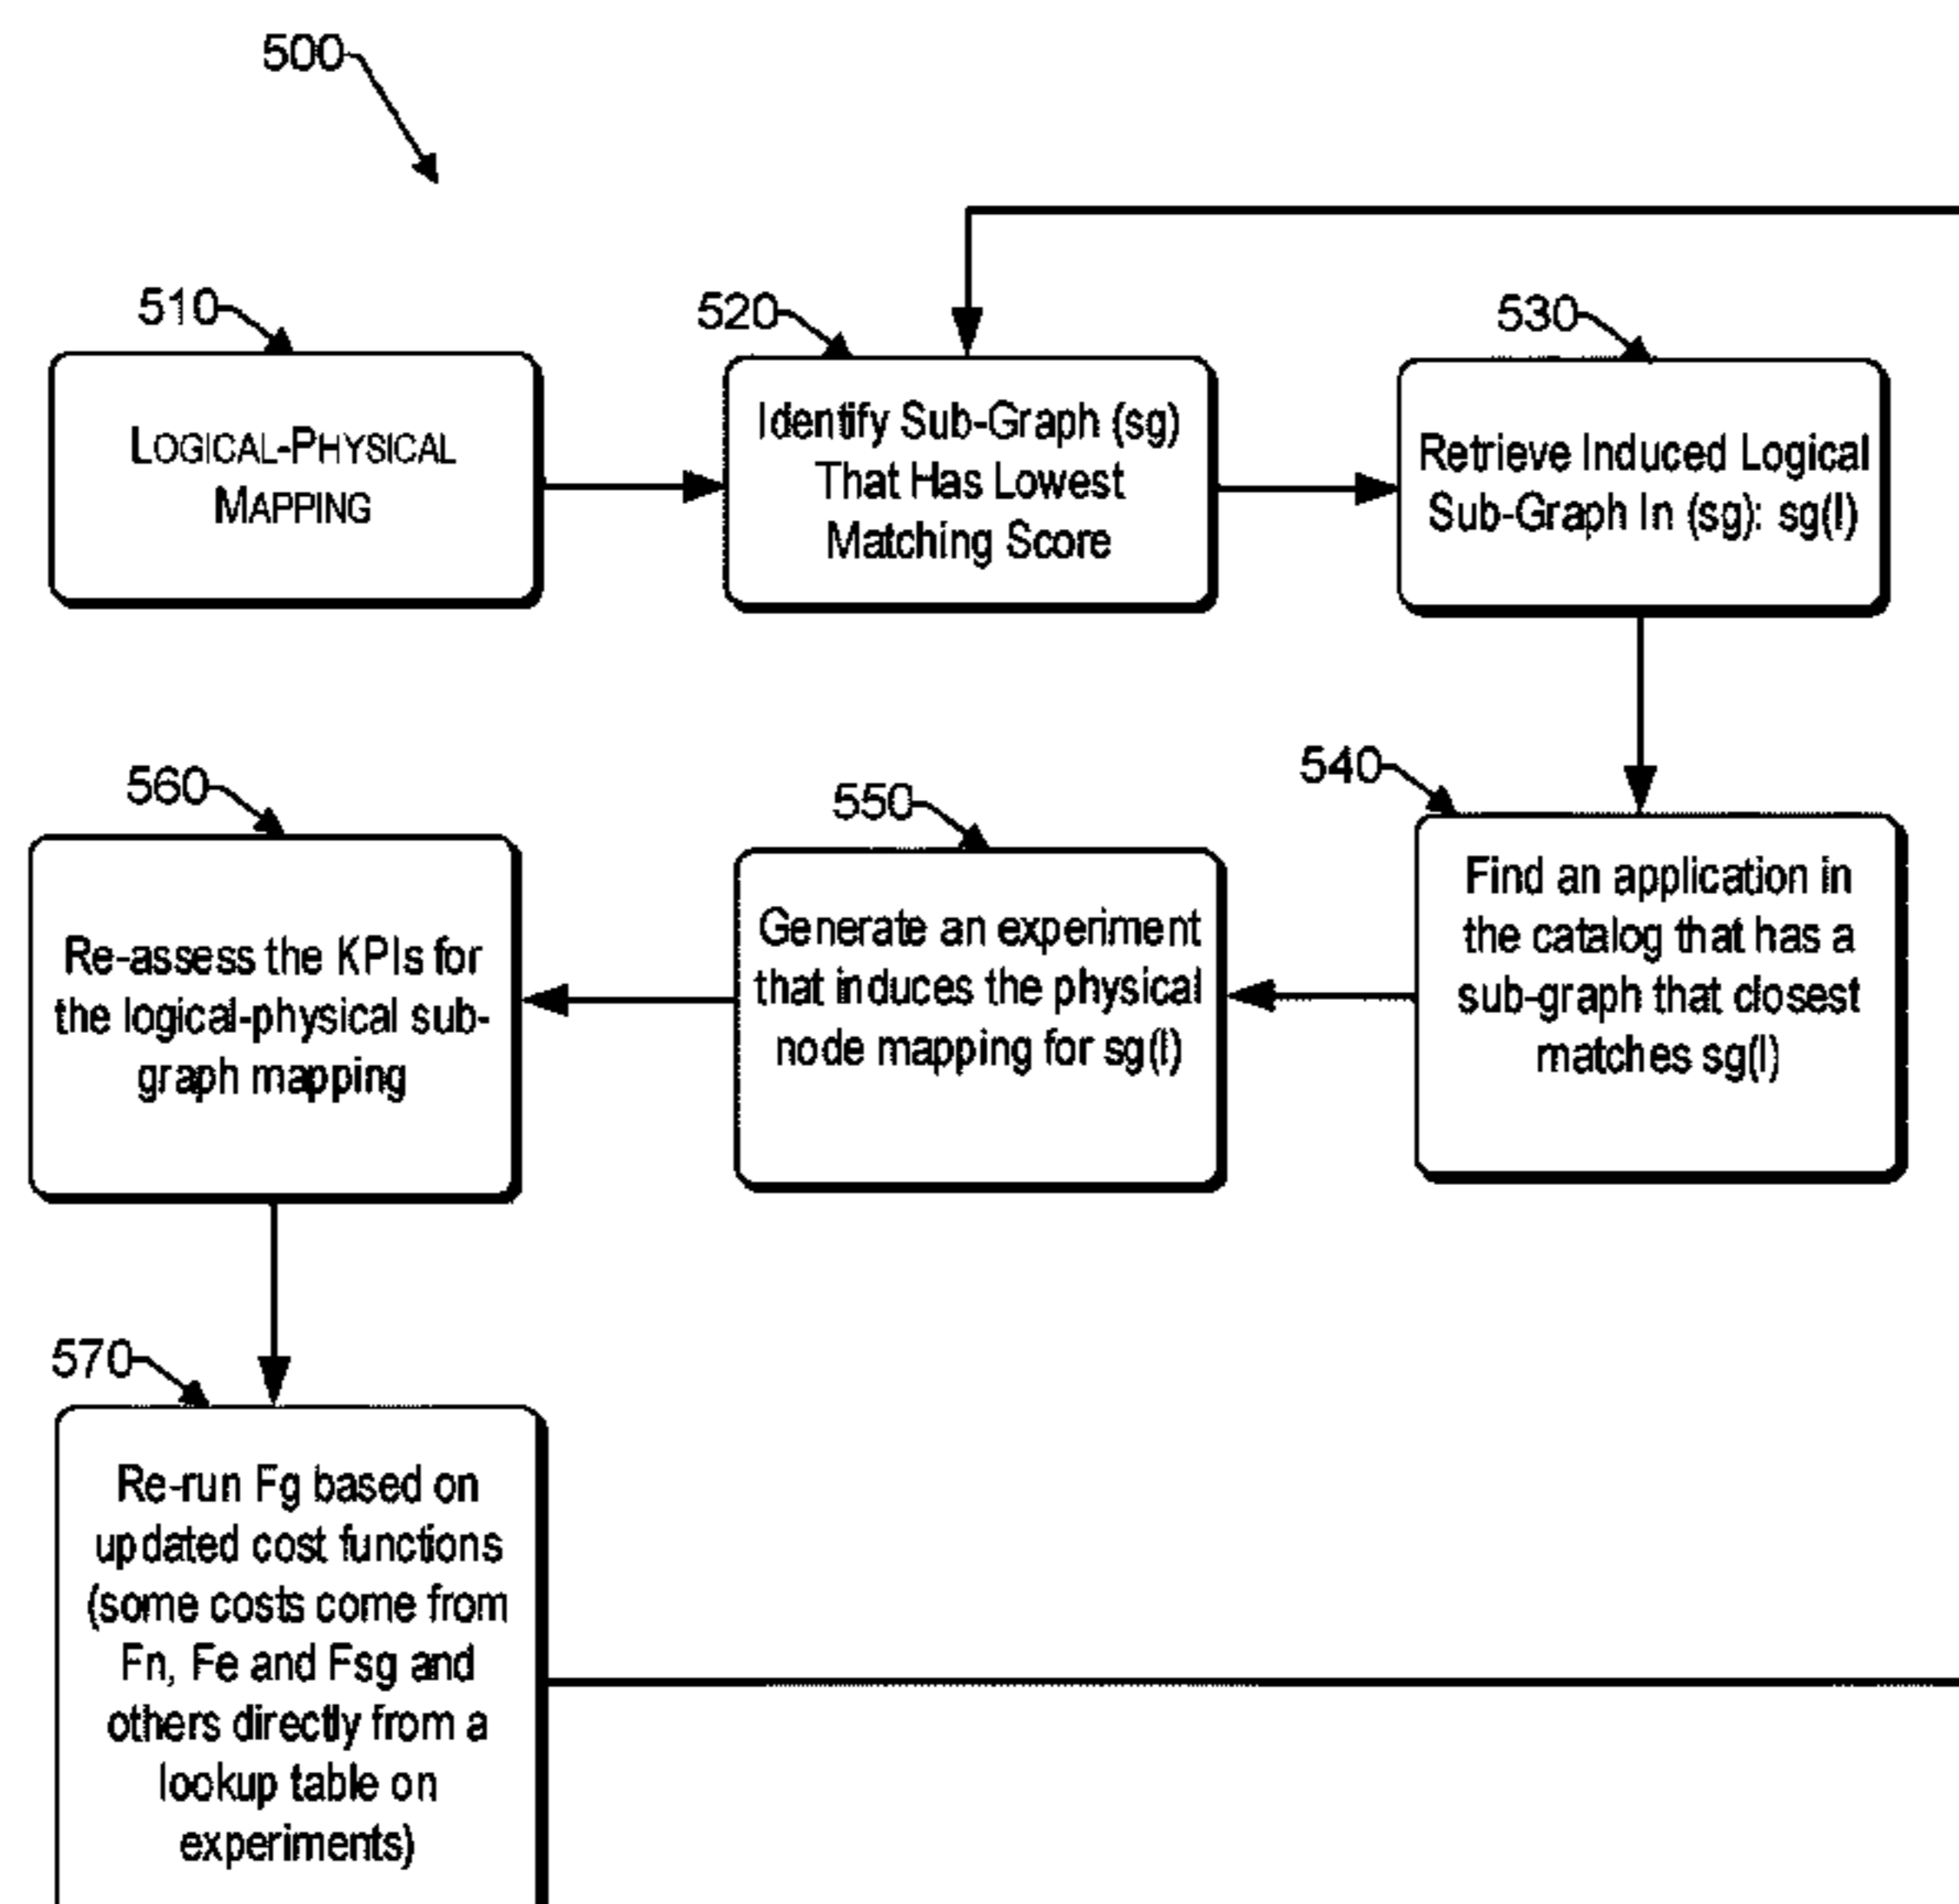 500
510
LOGICAL-PHYSICAL
MAPPING
520
Identify Sub-Graph (sg)
That Has Lowest
Matching Score
530
Retrieve Induced Logical
Sub-Graph In (sg): sg(l)
540
Find an application in
the catalog that has a
sub-graph that closest
matches sg(l)
550
Generate an experiment
that induces the physical
node mapping for sg(l)
560
Re-assess the KPIs for
the logical-physical sub-
graph mapping
570
Re-run Fg based on
updated cost functions
(some costs come from
Fn, Fe and Fsg and
others directly from a
lookup table on
experiments)